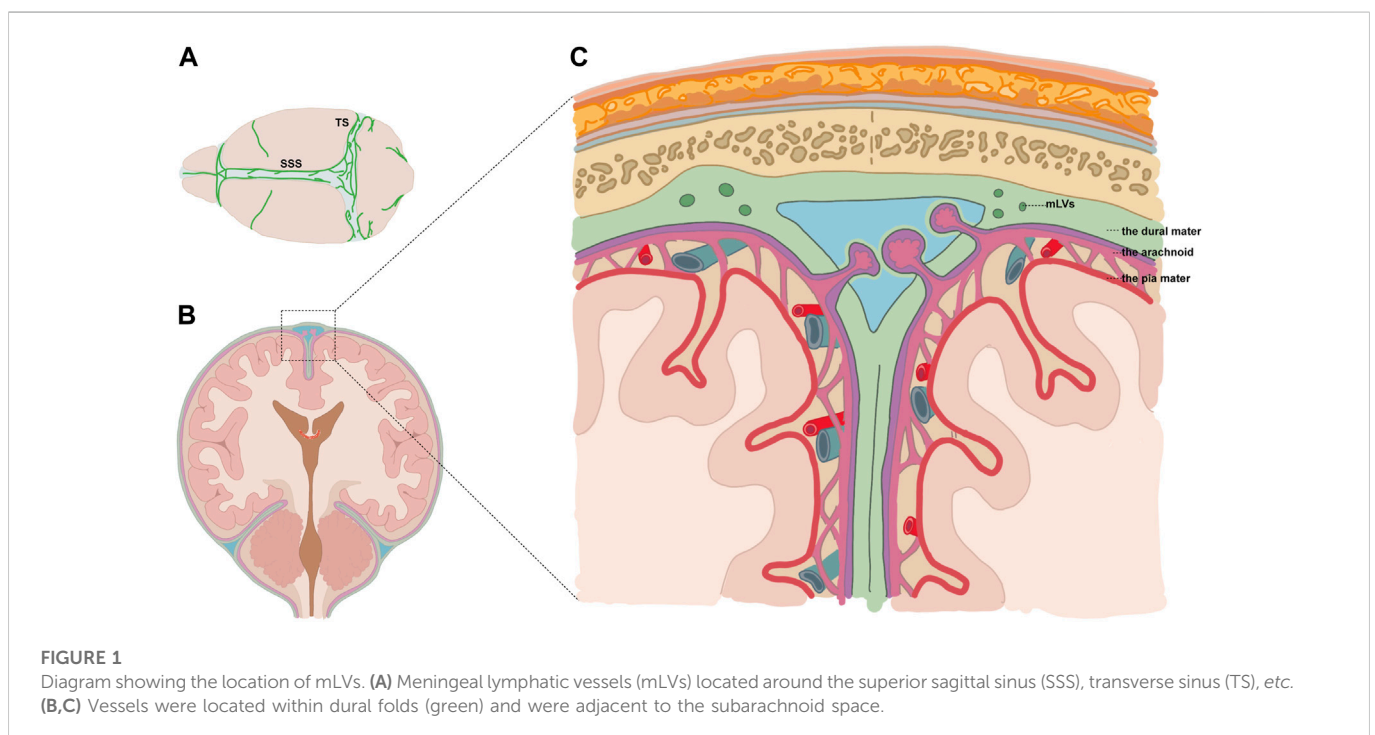 A
TS
SSS
B
C
mLVs
the dural mater
the arachnoid
the pia mater
FIGURE 1
Diagram showing the location of mLVs. (A) Meningeal lymphatic vessels (mLVs) located around the superior sagittal sinus (SSS), transverse sinus (TS), etc.
(B,C) Vessels were located within dural folds (green) and were adjacent to the subarachnoid space.